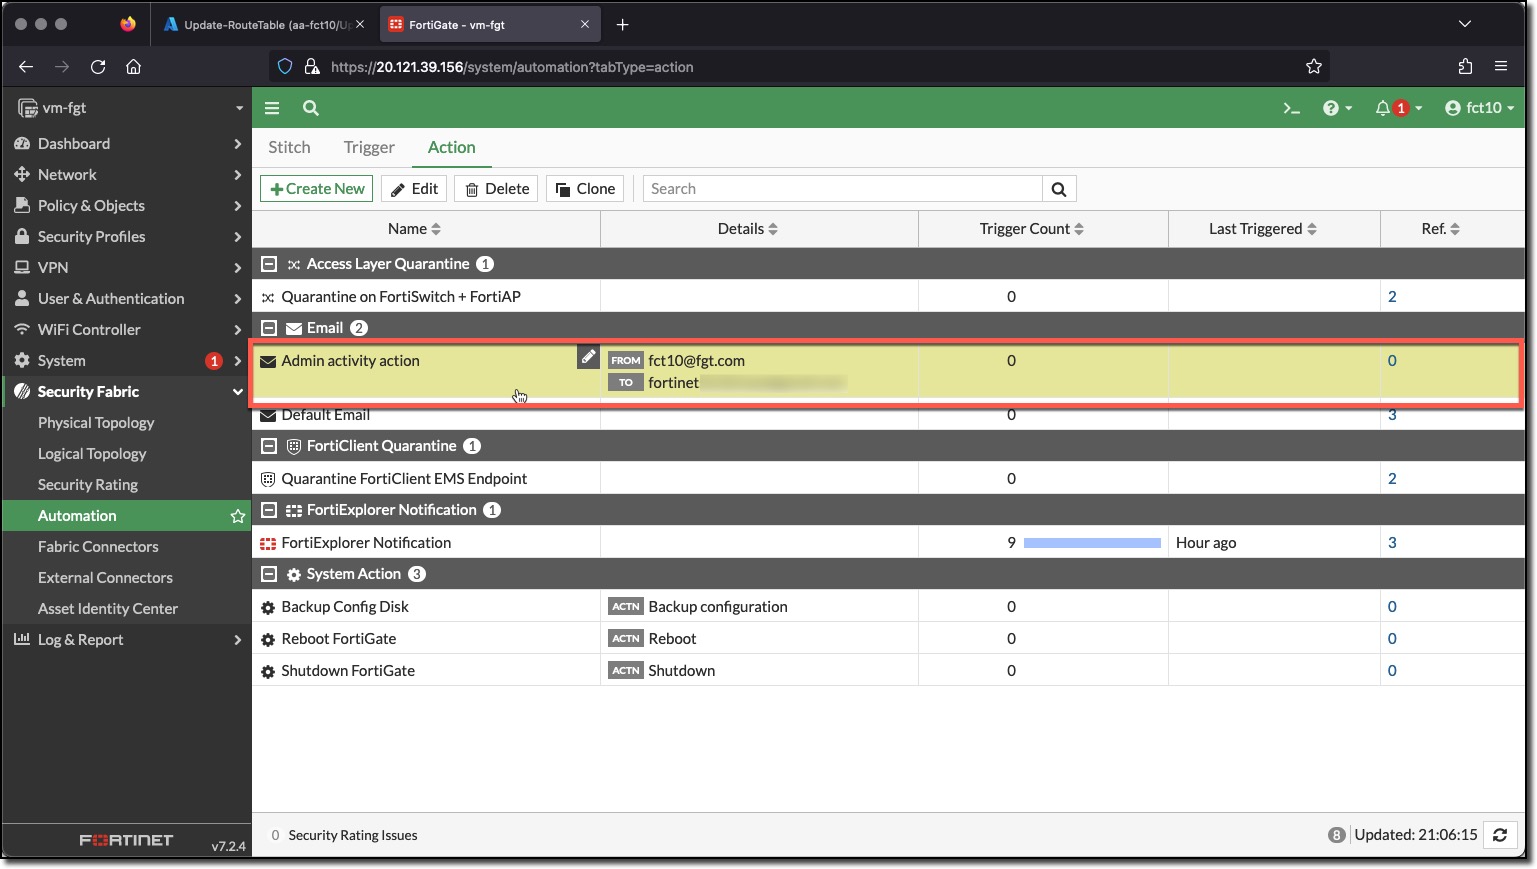 Update-RouteTable (aa-fct10/
FortiGate - vm-fgt
https://20.121.39.156/system/automation?tabType=action
vm-fgt
1
fct10
Dashboard
Network
Policy & Objects
Security Profiles
VPN
User & Authentication
WiFi Controller
System 1
Security Fabric
Physical Topology
Logical Topology
Security Rating
Automation
Fabric Connectors
External Connectors
Asset Identity Center
Log & Report
FORTINET
v7.2.4
Stitch Trigger Action
Create New Edit Delete Clone Search
Name Details Trigger Count Last Triggered Ref.
Access Layer Quarantine 1
Quarantine on FortiSwitch + FortiAP 0 2
Email 2
Admin activity action FROM fct10@fgt.com 0 0
TO fortinet
Default Email 0 3
FortiClient Quarantine 1
Quarantine FortiClient EMS Endpoint 0 2
FortiExplorer Notification 1
FortiExplorer Notification 9 Hour ago 3
System Action 3
Backup Config Disk ACTN Backup configuration 0 0
Reboot FortiGate ACTN Reboot 0 0
Shutdown FortiGate ACTN Shutdown 0 0
0 Security Rating Issues
8 Updated: 21:06:15